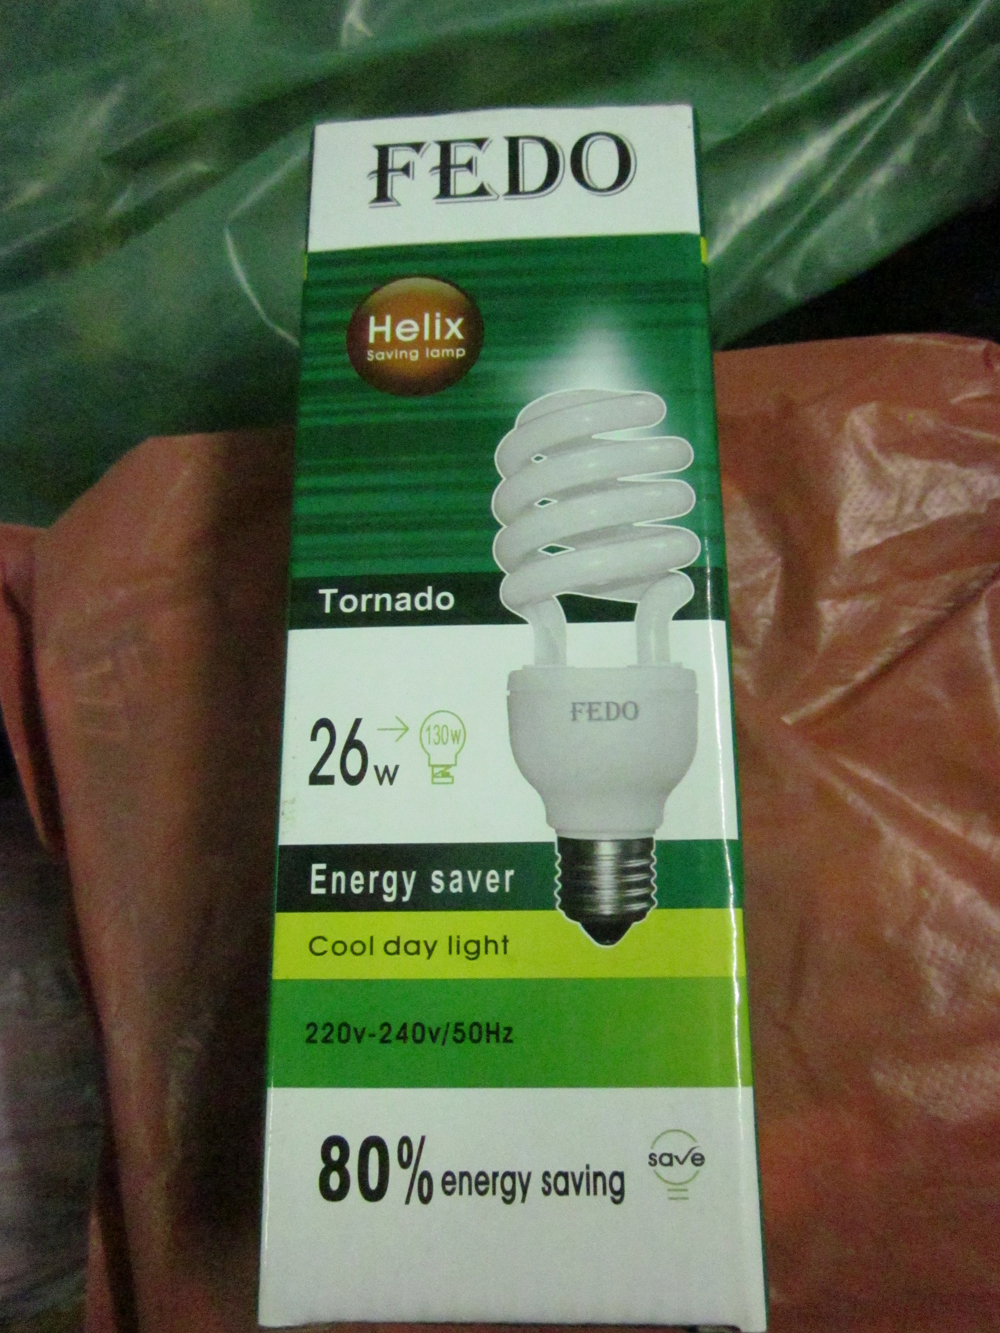 FEDO
Helix
Saving lamp
Tornado
FEDO
26w → 130w
Energy saver
Cool day light
220v-240v/50Hz
80% energy saving
save